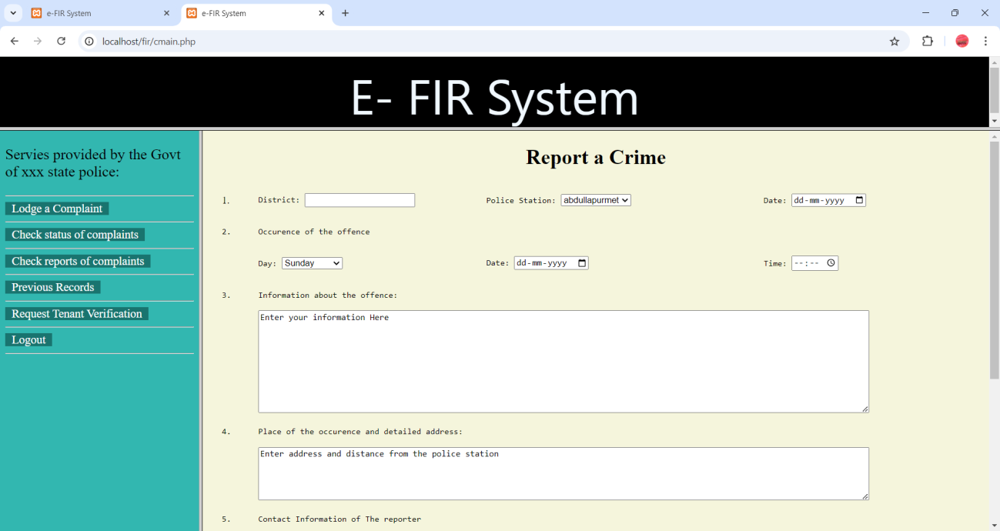 e-FIR System
e-FIR System
localhost/fir/cmain.php
E- FIR System
Servies provided by the Govt
of xxx state police:
Lodge a Complaint
Check status of complaints
Check reports of complaints
Previous Records
Request Tenant Verification
Logout
Report a Crime
1. District: Police Station: abdullapurmet Date: dd-mm-yyyy
2. Occurence of the offence
Day: Sunday Date: dd-mm-yyyy Time: --:--
3. Information about the offence:
Enter your information Here
4. Place of the occurence and detailed address:
Enter address and distance from the police station
5. Contact Information of The reporter